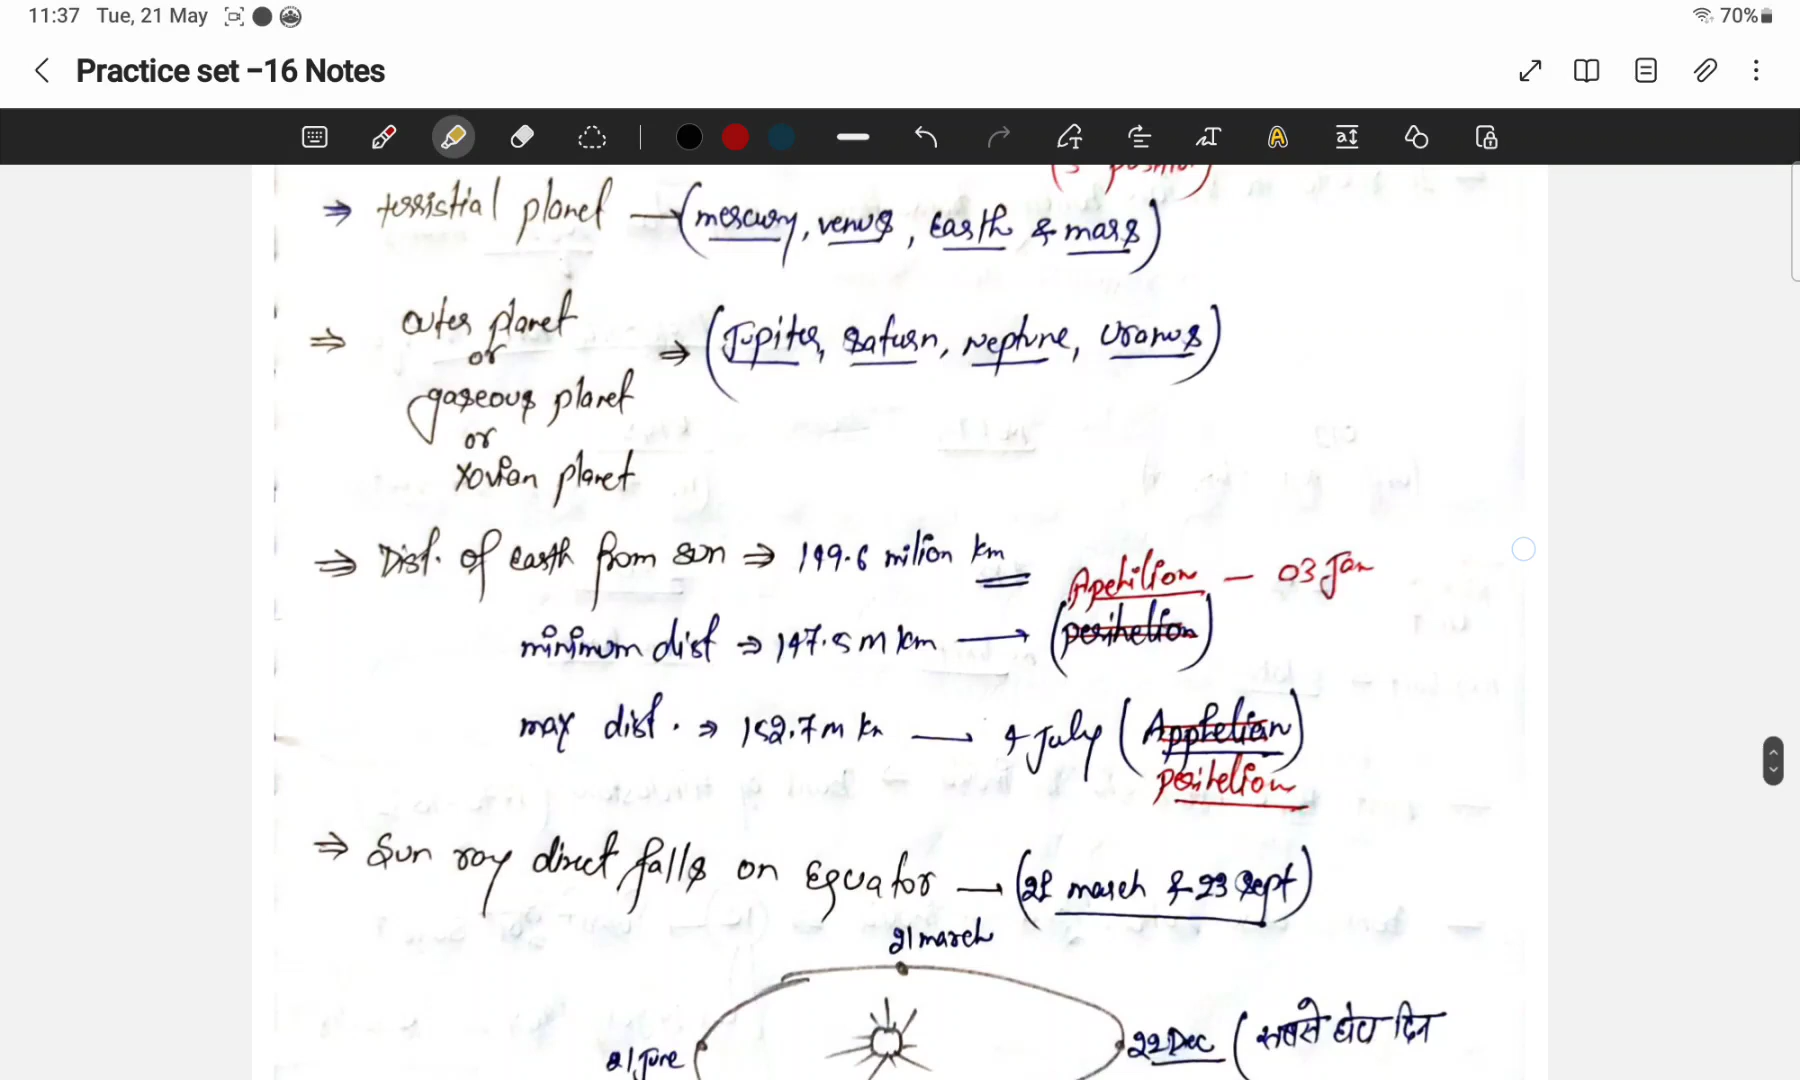 11:37 Tue, 21 May 70%
Practice set –16 Notes
⇒ terristial planet → (mercury, venus, Earth & mars)
⇒ outer planet
or
gaseous planet ⇒ (Jupiter, Saturn, Neptune, Uranus)
or
Xovian planet
⇒ Dist. of earth from sun ⇒ 149.6 milion km
Apehilion — 03 Jan
minimum dist ⇒ 147.5 m km → (perihelion)
max dist. ⇒ 152.7 m km — 4 July (Apphelian)
perihelion
⇒ Sun ray direct falls on Equator — (21 march & 23 Sept)
21 march
22 Dec (सबसे छोटा दिन
21 June